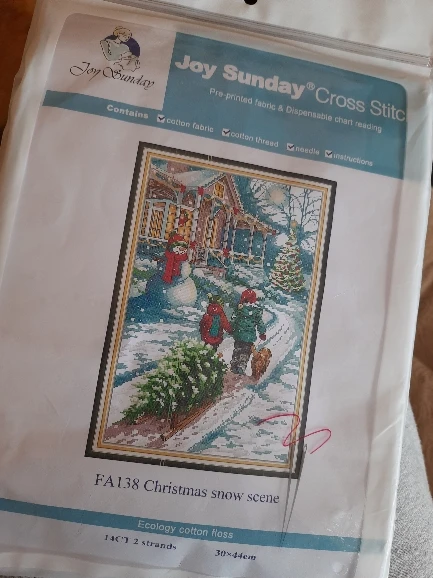 Joy Sunday
Joy Sunday® Cross Stitc
Pre-printed fabric & Dispensable chart reading
Contains cotton fabric cotton thread needle instructions
FA138 Christmas snow scene
Ecology cotton floss
14CT 2 strands 30×44cm